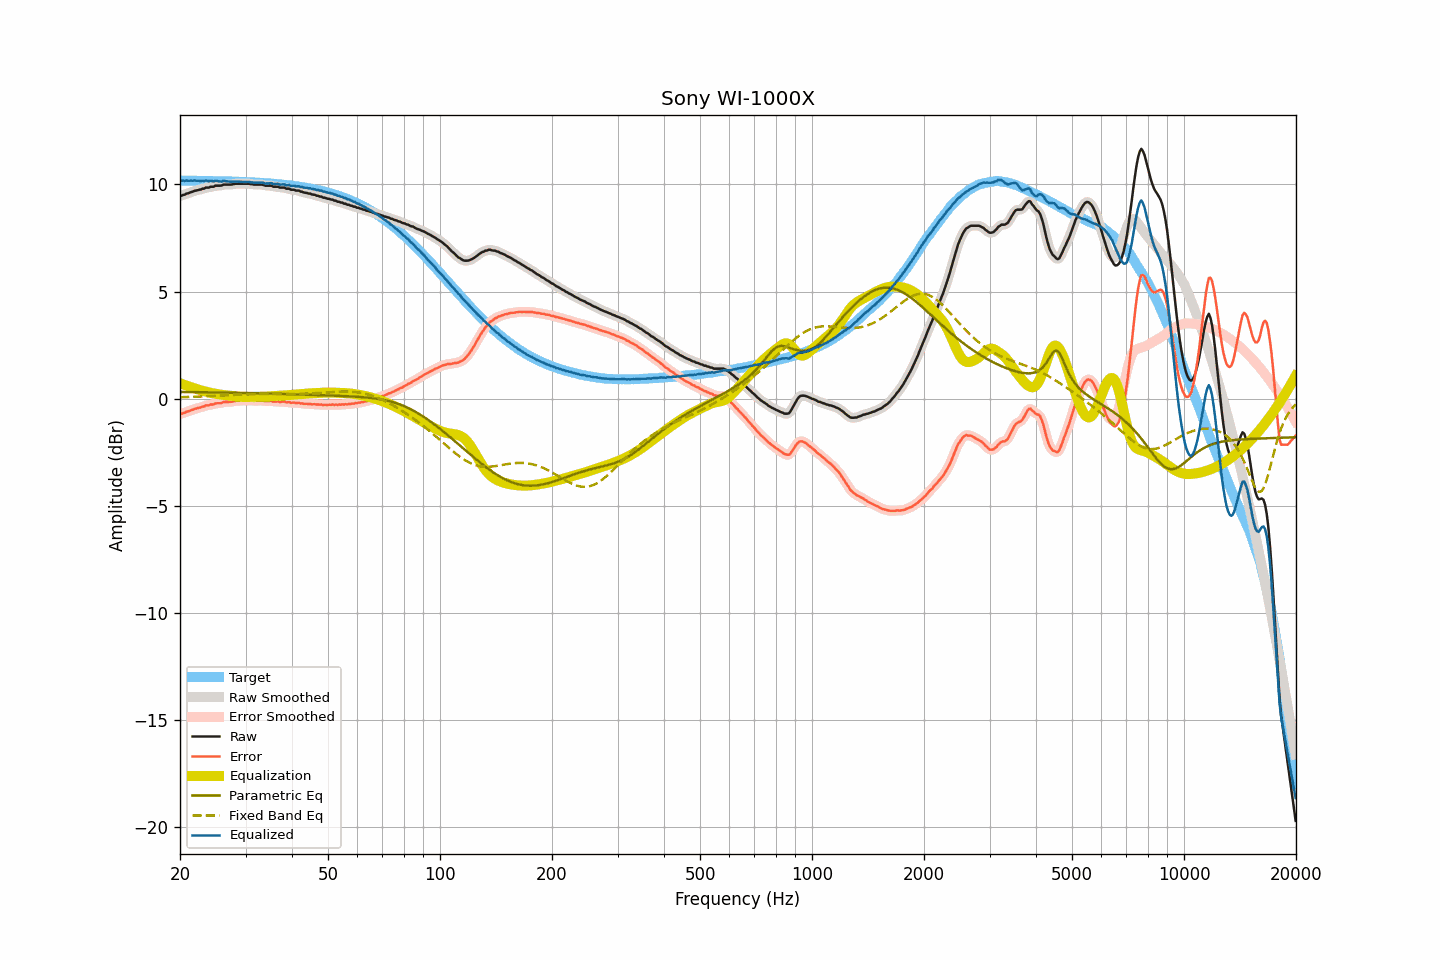 Sony WI-1000X
Amplitude (dBr)
10
5
0
−5
−10
−15
−20
Target
Raw Smoothed
Error Smoothed
Raw
Error
Equalization
Parametric Eq
Fixed Band Eq
Equalized
20 50 100 200 500 1000 2000 5000 10000 20000
Frequency (Hz)